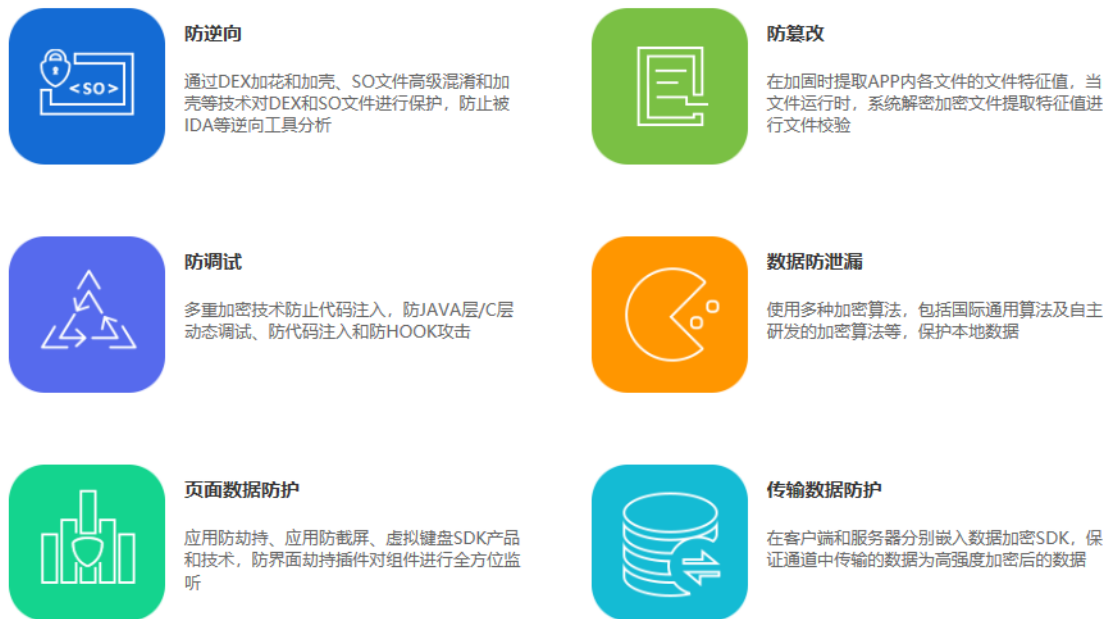 防逆向
通过DEX加花和加壳、SO文件高级混淆和加
壳等技术对DEX和SO文件进行保护，防止被
IDA等逆向工具分析
<SO>
防篡改
在加固时提取APP内各文件的文件特征值，当
文件运行时，系统解密加密文件提取特征值进
行文件校验
防调试
多重加密技术防止代码注入，防JAVA层/C层
动态调试、防代码注入和防HOOK攻击
数据防泄漏
使用多种加密算法，包括国际通用算法及自主
研发的加密算法等，保护本地数据
页面数据防护
应用防劫持、应用防截屏、虚拟键盘SDK产品
和技术，防界面劫持插件对组件进行全方位监
听
传输数据防护
在客户端和服务器分别嵌入数据加密SDK，保
证通道中传输的数据为高强度加密后的数据